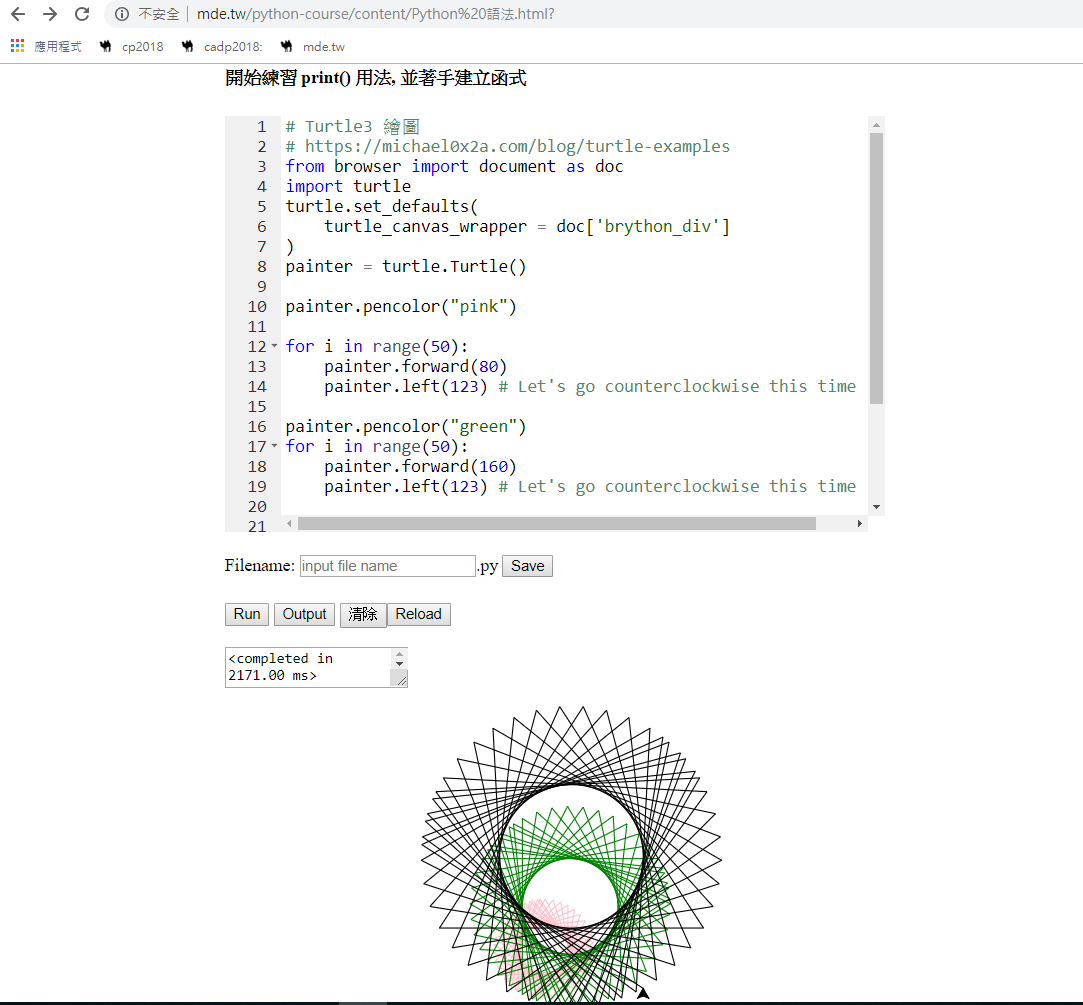 不安全 mde.tw/python-course/content/Python%20語法.html?
應用程式 cp2018 cadp2018: mde.tw
開始練習 print() 用法, 並著手建立函式
1 # Turtle3 繪圖
2 # https://michael0x2a.com/blog/turtle-examples
3 from browser import document as doc
4 import turtle
5 turtle.set_defaults(
6     turtle_canvas_wrapper = doc['brython_div']
7 )
8 painter = turtle.Turtle()
9
10 painter.pencolor("pink")
11
12 for i in range(50):
13     painter.forward(80)
14     painter.left(123) # Let's go counterclockwise this time
15
16 painter.pencolor("green")
17 for i in range(50):
18     painter.forward(160)
19     painter.left(123) # Let's go counterclockwise this time
20
21
Filename: input file name .py Save
Run Output 清除 Reload
<completed in
2171.00 ms>